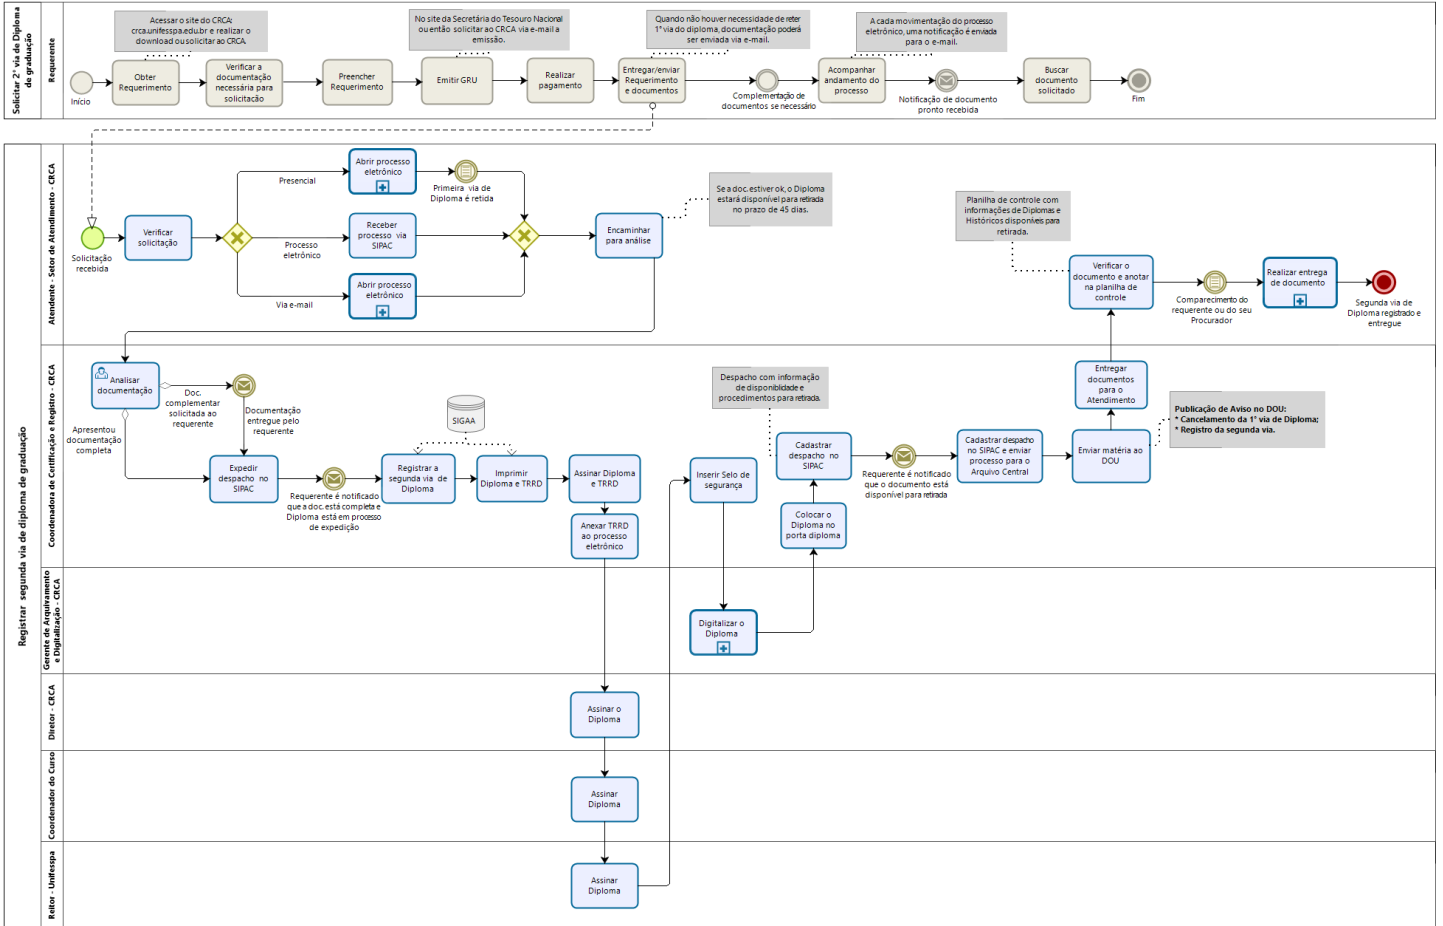 Solicitar 2° via de Diploma
de graduação
Requerente
Acessar o site do CRCA:
crca.unifesspa.edu.br e realizar o
download ou solicitar ao CRCA.
No site da Secretária do Tesouro Nacional
ou então solicitar ao CRCA via e-mail a
emissão.
Quando não houver necessidade de reter
1° via do diploma, documentação poderá
ser enviada via e-mail.
A cada movimentação do processo
eletrônico, uma notificação é enviada
para o e-mail.
Início
Obter
Requerimento
Verificar a
documentação
necessária para
solicitação
Preencher
Requerimento
Emitir GRU
Realizar
pagamento
Entregar/enviar
Requerimento
e documentos
Complementação de
documentos se necessário
Acompanhar
andamento do
processo
Notificação de documento
pronto recebida
Buscar
documento
solicitado
Fim
Registrar segunda via de diploma de graduação
Atendente - Setor de Atendimento - CRCA
Solicitação
recebida
Verificar
solicitação
Presencial
Processo
eletrônico
Via e-mail
Abrir processo
eletrônico
Primeira via de
Diploma é retida
Receber
processo via
SIPAC
Abrir processo
eletrônico
Encaminhar
para análise
Se a doc. estiver ok, o Diploma
estará disponível para retirada
no prazo de 45 dias.
Planilha de controle com
informações de Diplomas e
Históricos disponíveis para
retirada.
Verificar o
documento e anotar
na planilha de
controle
Comparecimento do
requerente ou do seu
Procurador
Realizar entrega
de documento
Segunda via de
Diploma registrado e
entregue
Coordenadora de Certificação e Registro - CRCA
Analisar
documentação
Doc.
complementar
solicitada ao
requerente
Documentação
entregue pelo
requerente
Apresentou
documentação
completa
Expedir
despacho no
SIPAC
Requerente é notificado
que a doc. está completa e
Diploma está em processo
de expedição
SIGAA
Registrar a
segunda via de
Diploma
Imprimir
Diploma e TRRD
Assinar Diploma
e TRRD
Anexar TRRD
ao processo
eletrônico
Inserir Selo de
segurança
Despacho com informação
de disponiblidade e
procedimentos para retirada.
Cadastrar
despacho no
SIPAC
Colocar o
Diploma no
porta diploma
Requerente é notificado
que o documento está
disponível para retirada
Cadastrar despacho
no SIPAC e enviar
processo para o
Arquivo Central
Enviar matéria ao
DOU
Entregar
documentos
para o
Atendimento
Publicação de Aviso no DOU:
* Cancelamento da 1° via de Diploma;
* Registro da segunda via.
Gerente de Arquivamento
e Digitalização - CRCA
Digitalizar o
Diploma
Diretor - CRCA
Assinar o
Diploma
Coordenador do Curso
Assinar
Diploma
Reitor - Unifesspa
Assinar
Diploma